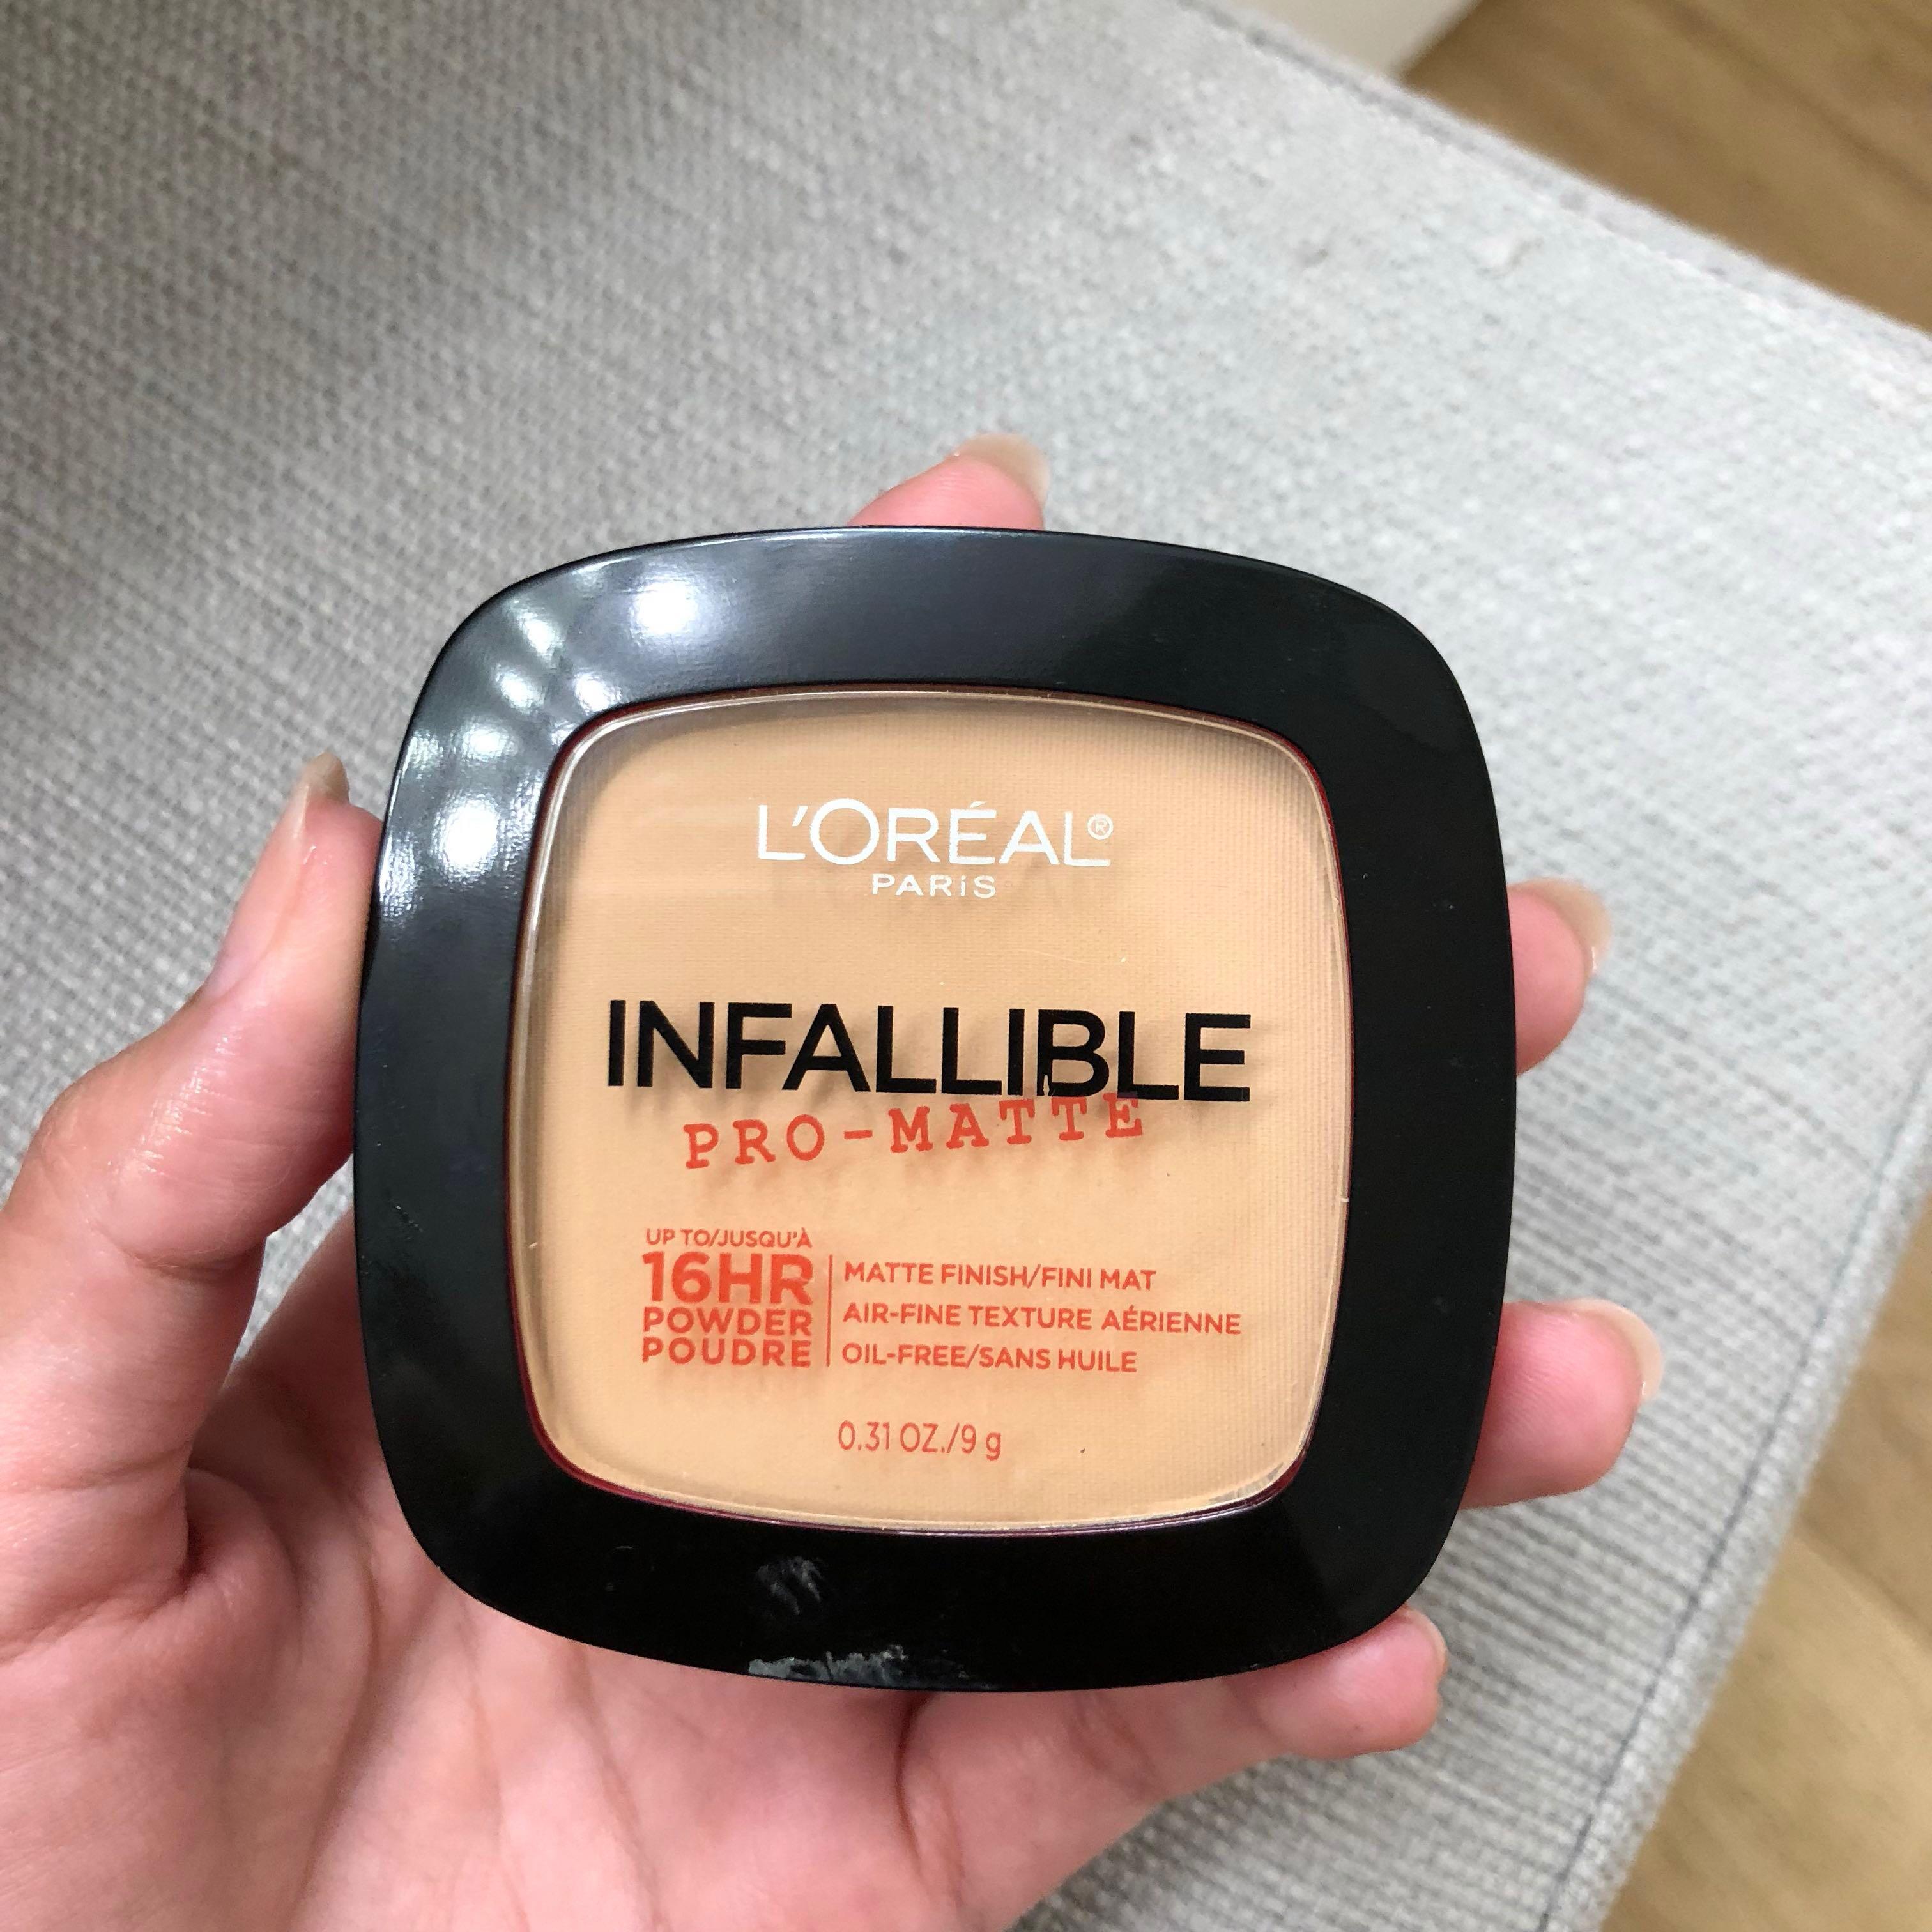 L'ORÉAL®
PARiS
INFALLIBLE
PRO-MATTE
UP TO/JUSQU'À
16HR
POWDER
POUDRE
MATTE FINISH/FINI MAT
AIR-FINE TEXTURE AÉRIENNE
OIL-FREE/SANS HUILE
0.31 OZ./9 g